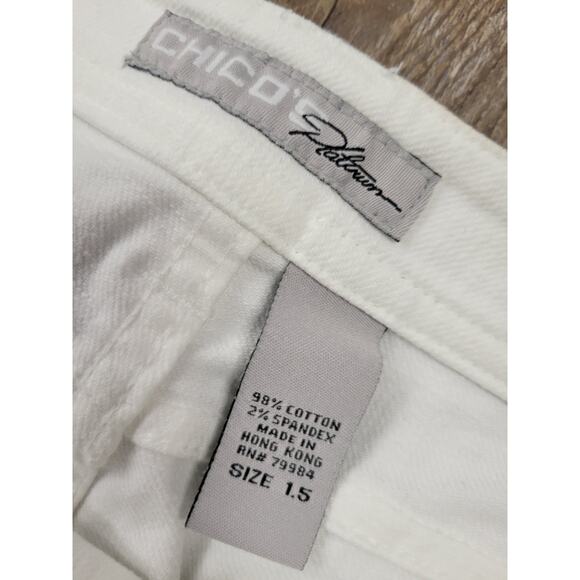 CHICO'S
Platinum
98% COTTON
2% SPANDEX
MADE IN
HONG KONG
RN# 79984
SIZE 1.5